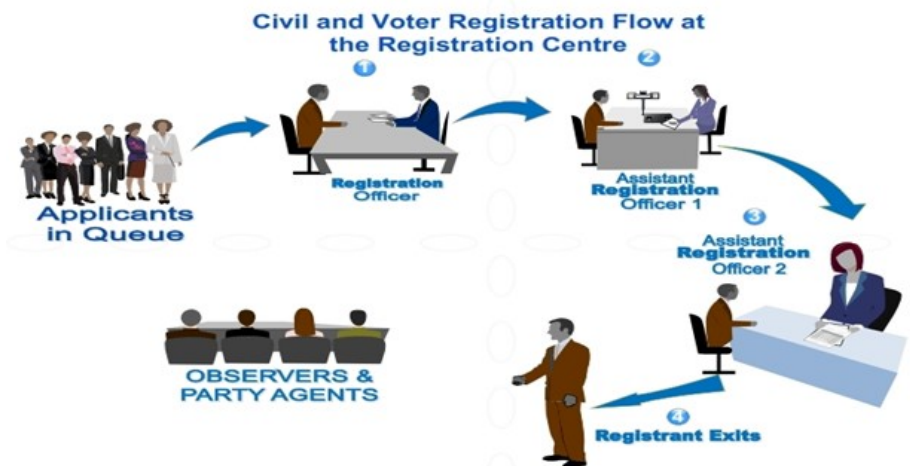 Civil and Voter Registration Flow at
the Registration Centre
1
2
Registration
Officer
Assistant
Registration
Officer 1
Applicants
in Queue
3
Assistant
Registration
Officer 2
OBSERVERS &
PARTY AGENTS
4
Registrant Exits